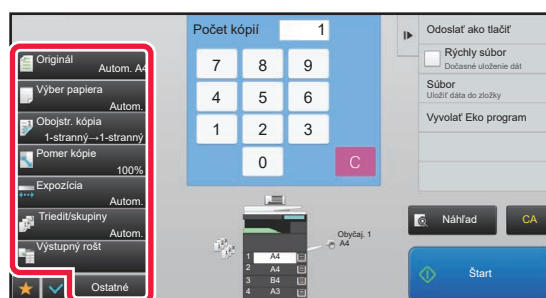 Originál
Autom. A4
Výber papiera
Autom.
Obojstr. kópia
1-stranný→1-stranný
Pomer kópie
100%
Expozícia
Autom.
Triediť/skupiny
Autom.
Výstupný rošt
Ostatné
Počet kópií 1
7 8 9
4 5 6
1 2 3
0 C
Obyčaj. 1
A4
1 A4
2 A4
3 B4
4 A3
Odoslať ako tlačiť
Rýchly súbor
Dočasné uloženie dát
Súbor
Uložiť dáta do zložky
Vyvolať Eko program
Náhľad CA
Štart